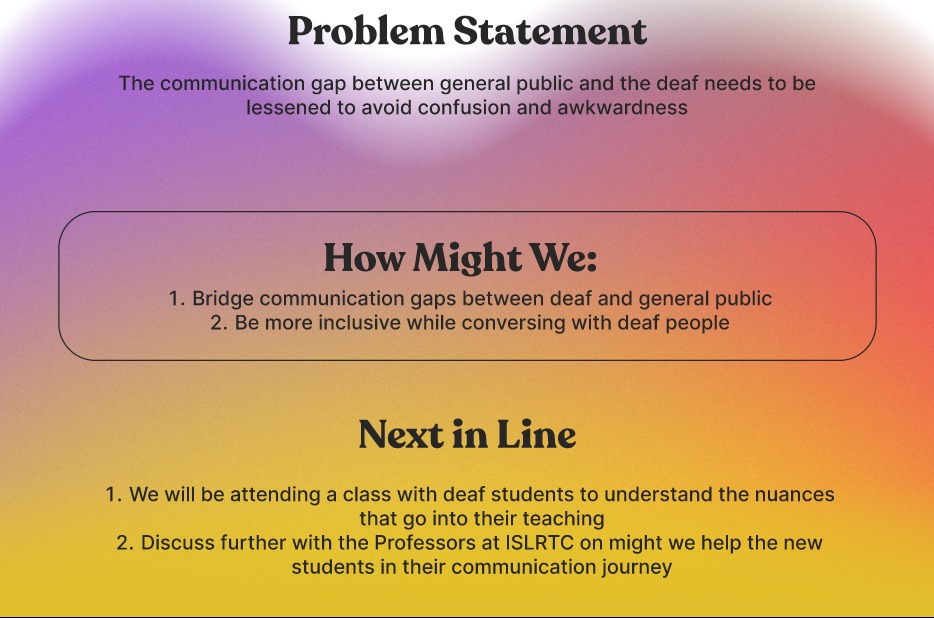 Problem Statement
The communication gap between general public and the deaf needs to be
lessened to avoid confusion and awkwardness
How Might We:
1. Bridge communication gaps between deaf and general public
2. Be more inclusive while conversing with deaf people
Next in Line
1. We will be attending a class with deaf students to understand the nuances
that go into their teaching
2. Discuss further with the Professors at ISLRTC on might we help the new
students in their communication journey